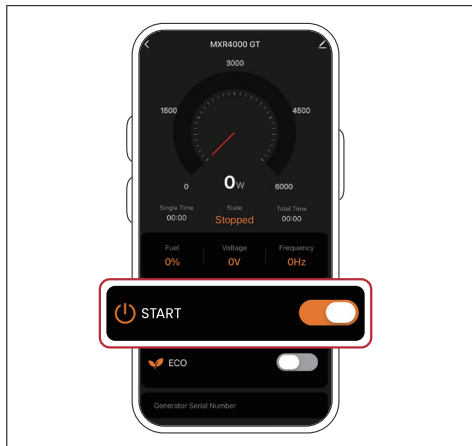 MXR4000 GT
3000
1500
4500
0
6000
0W
Single Time
00:00
State
Stopped
Total Time
00:00
Fuel
0%
Voltage
0V
Frequency
0Hz
START
ECO
Generator Serial Number